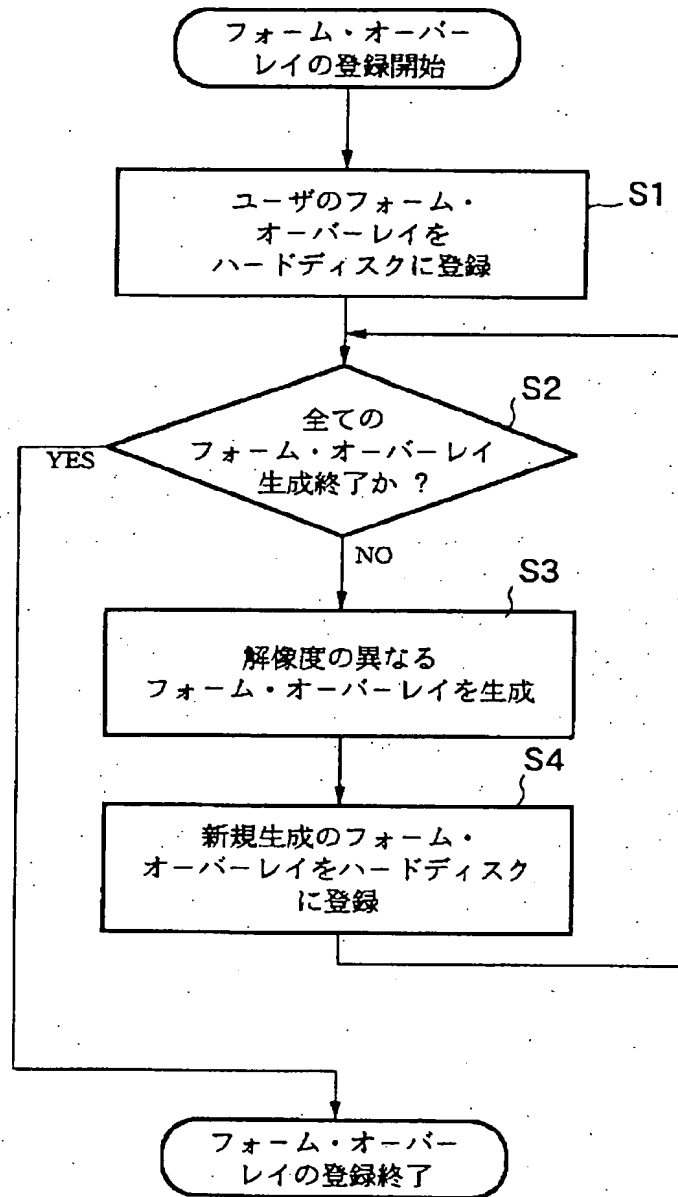 フォーム・オーバー
レイの登録開始
ユーザのフォーム・
オーバーレイを
ハードディスクに登録
S1
S2
全ての
フォーム・オーバーレイ
生成終了か ?
YES
NO
S3
解像度の異なる
フォーム・オーバーレイを生成
S4
新規生成のフォーム・
オーバーレイをハードディスク
に登録
フォーム・オーバー
レイの登録終了